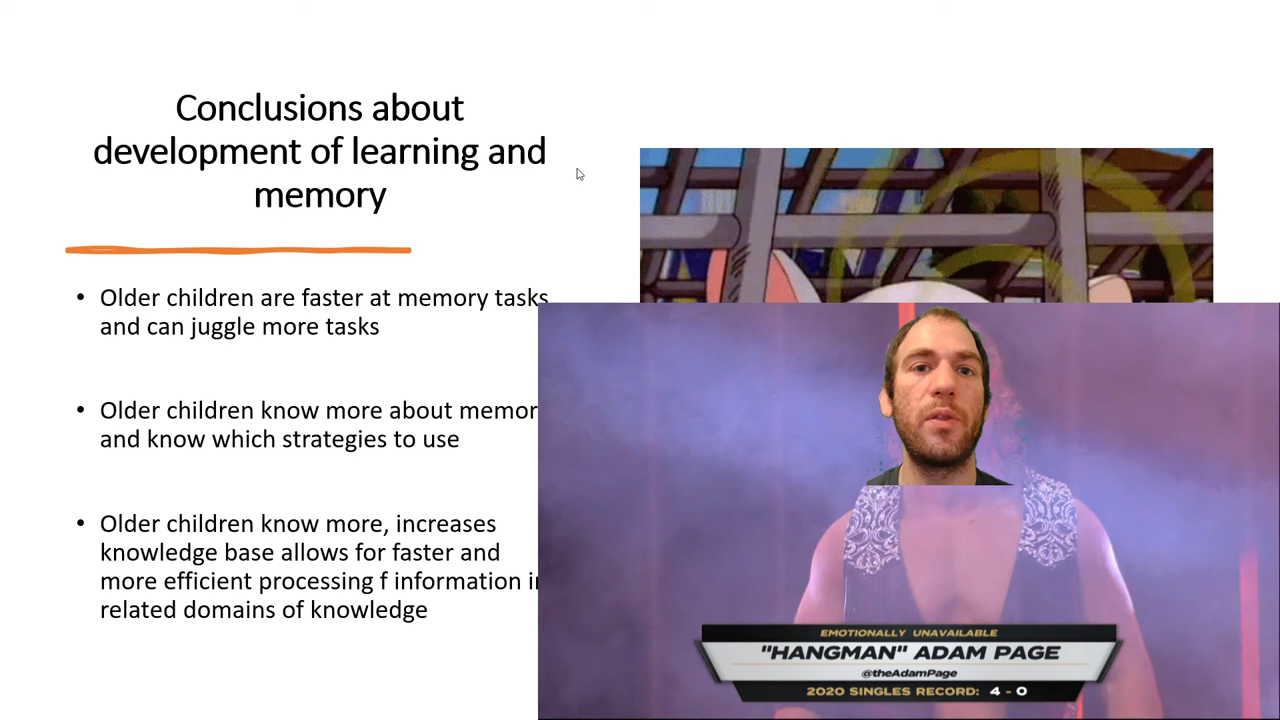 Conclusions about
development of learning and
memory
• Older children are faster at memory tasks
and can juggle more tasks
• Older children know more about memor
and know which strategies to use
• Older children know more, increases
knowledge base allows for faster and
more efficient processing f information i
related domains of knowledge
EMOTIONALLY UNAVAILABLE
"HANGMAN" ADAM PAGE
@theAdamPage
2020 SINGLES RECORD: 4 - 0